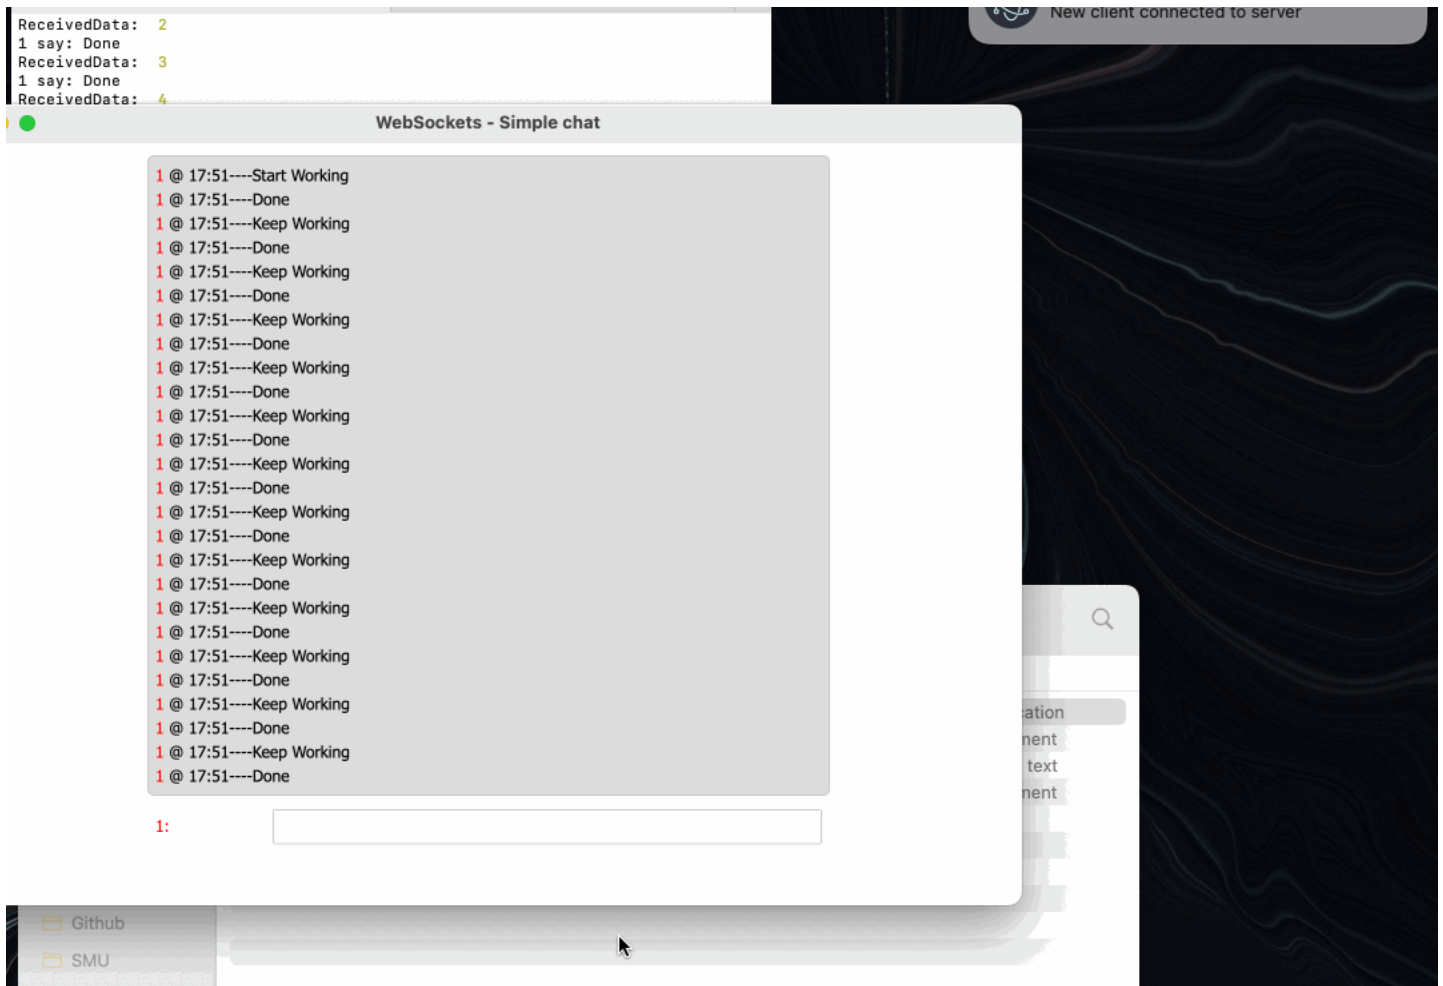 ReceivedData:  2
1 say: Done
ReceivedData:  3
1 say: Done
ReceivedData:  4
New client connected to server
WebSockets - Simple chat
1 @ 17:51----Start Working
1 @ 17:51----Done
1 @ 17:51----Keep Working
1 @ 17:51----Done
1 @ 17:51----Keep Working
1 @ 17:51----Done
1 @ 17:51----Keep Working
1 @ 17:51----Done
1 @ 17:51----Keep Working
1 @ 17:51----Done
1 @ 17:51----Keep Working
1 @ 17:51----Done
1 @ 17:51----Keep Working
1 @ 17:51----Done
1 @ 17:51----Keep Working
1 @ 17:51----Done
1 @ 17:51----Keep Working
1 @ 17:51----Done
1 @ 17:51----Keep Working
1 @ 17:51----Done
1 @ 17:51----Keep Working
1 @ 17:51----Done
1 @ 17:51----Keep Working
1 @ 17:51----Done
1 @ 17:51----Keep Working
1 @ 17:51----Done
1:
cation
ment
text
ment
Github
SMU